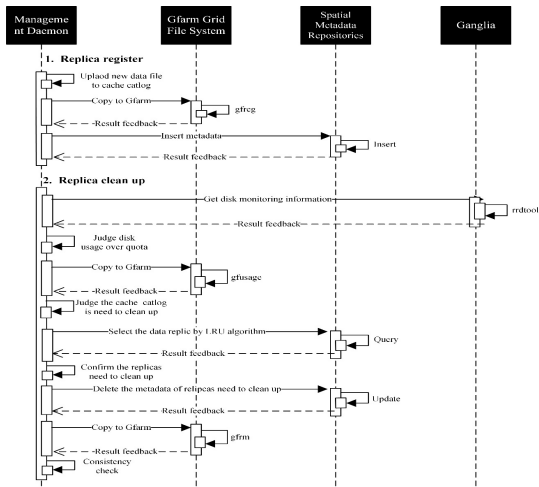 Manageme
nt Daemon
Gfarm Grid
File System
Spatial
Metadata
Repositories
Ganglia
1. Replica register
Uplaod new data file
to cache catlog
Copy to Gfarm
gfreg
Result feedback
Insert metadata
Insert
Result feedback
2. Replica clean up
Get disk monitoring information
rrdtool
Result feedback
Judge disk
usage over quota
Copy to Gfarm
gfusage
Result feedback
Judge the cache catlog
is need to clean up
Select the data replic by LRU algorithm
Query
Result feedback
Confirm the replicas
need to clean up
Delete the metadata of relipcas need to clean up
Update
Result feedback
Copy to Gfarm
gfrm
Result feedback
Consistency
check